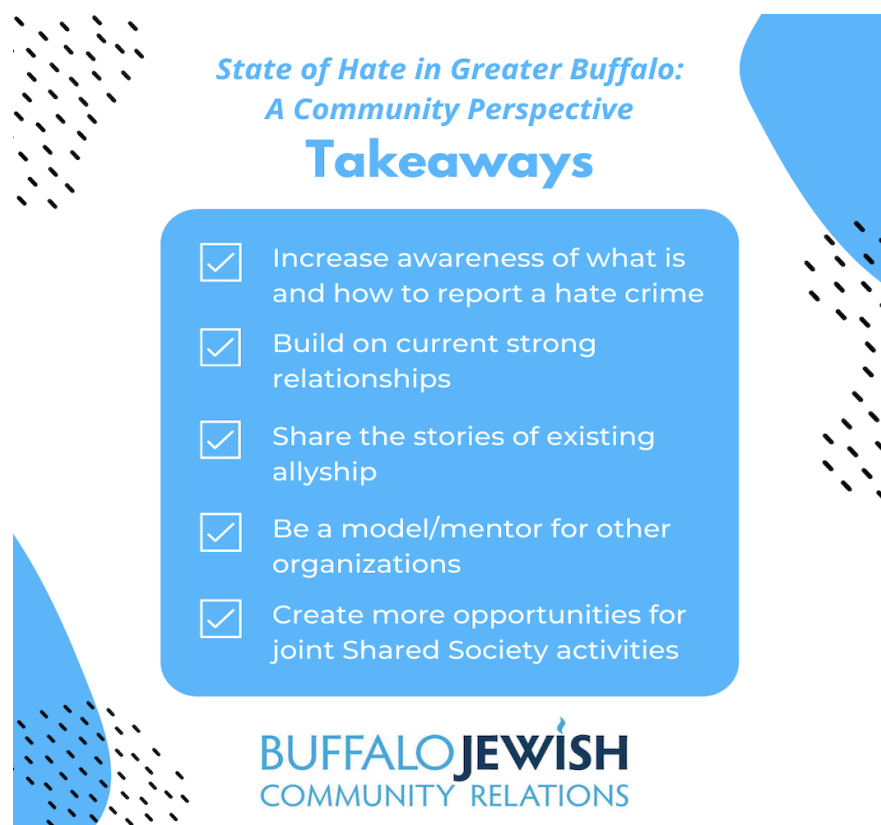 State of Hate in Greater Buffalo:
A Community Perspective
Takeaways
Increase awareness of what is
and how to report a hate crime
Build on current strong
relationships
Share the stories of existing
allyship
Be a model/mentor for other
organizations
Create more opportunities for
joint Shared Society activities
BUFFALO JEWISH
COMMUNITY RELATIONS